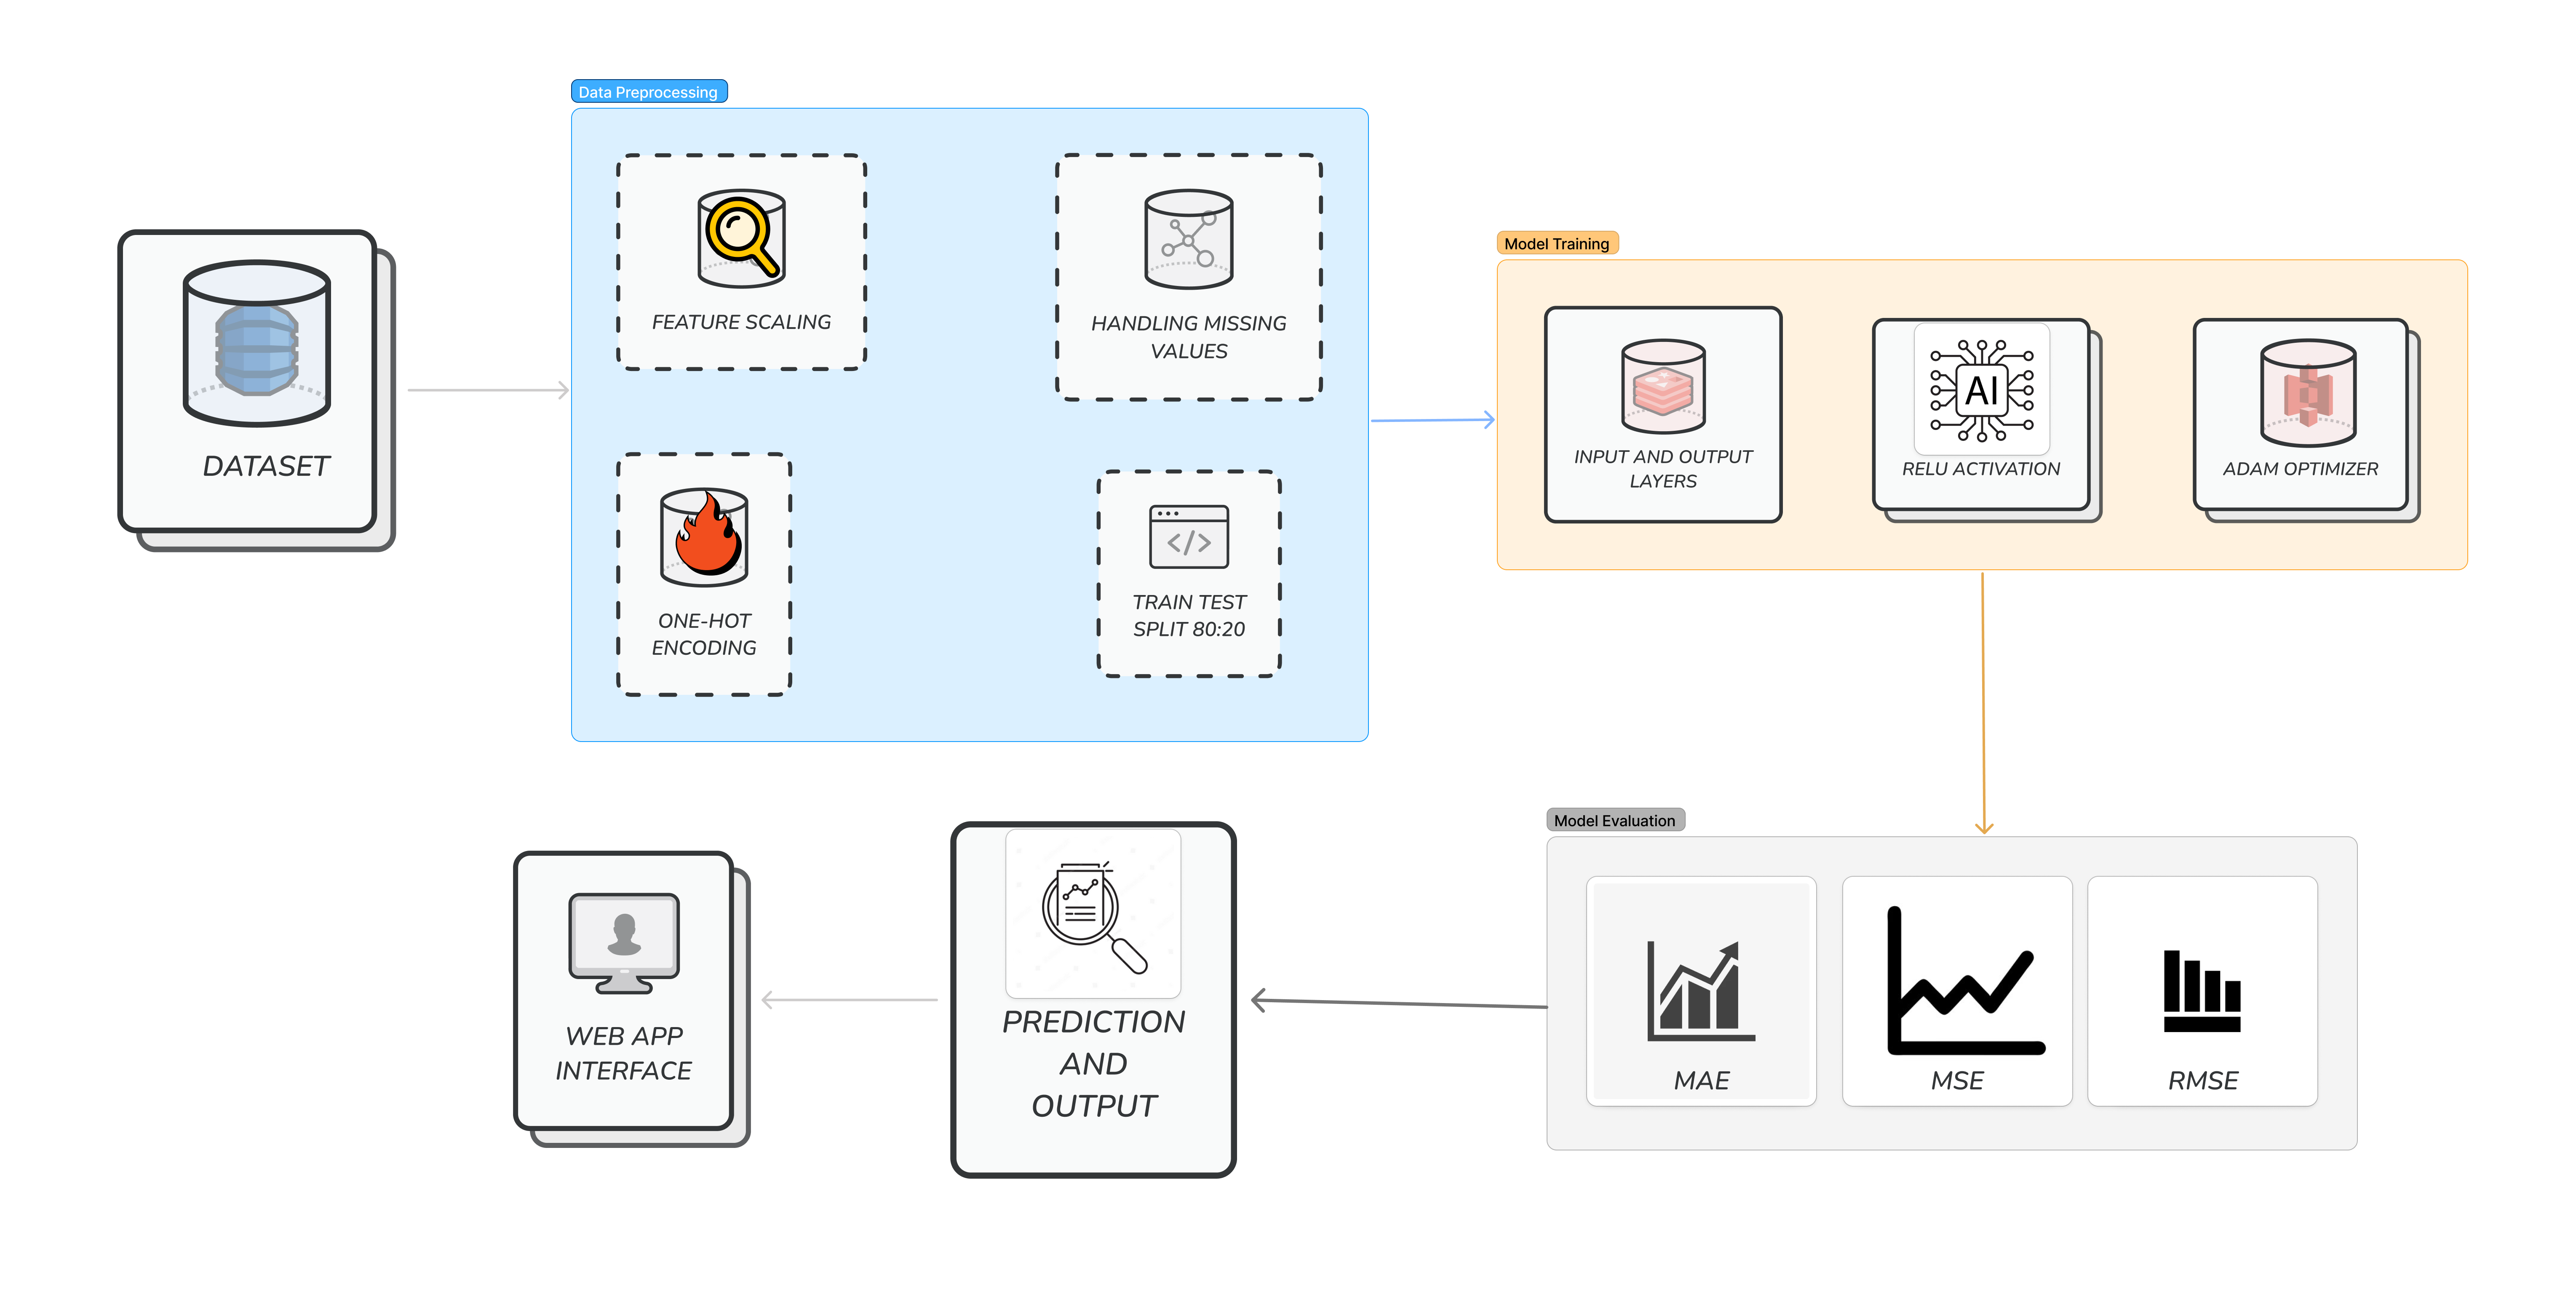 Data Preprocessing
FEATURE SCALING
HANDLING MISSING
VALUES
DATASET
ONE-HOT
ENCODING
</>
TRAIN TEST
SPLIT 80:20
Model Training
INPUT AND OUTPUT
LAYERS
AI
RELU ACTIVATION
ADAM OPTIMIZER
Model Evaluation
MAE
MSE
RMSE
PREDICTION
AND
OUTPUT
WEB APP
INTERFACE